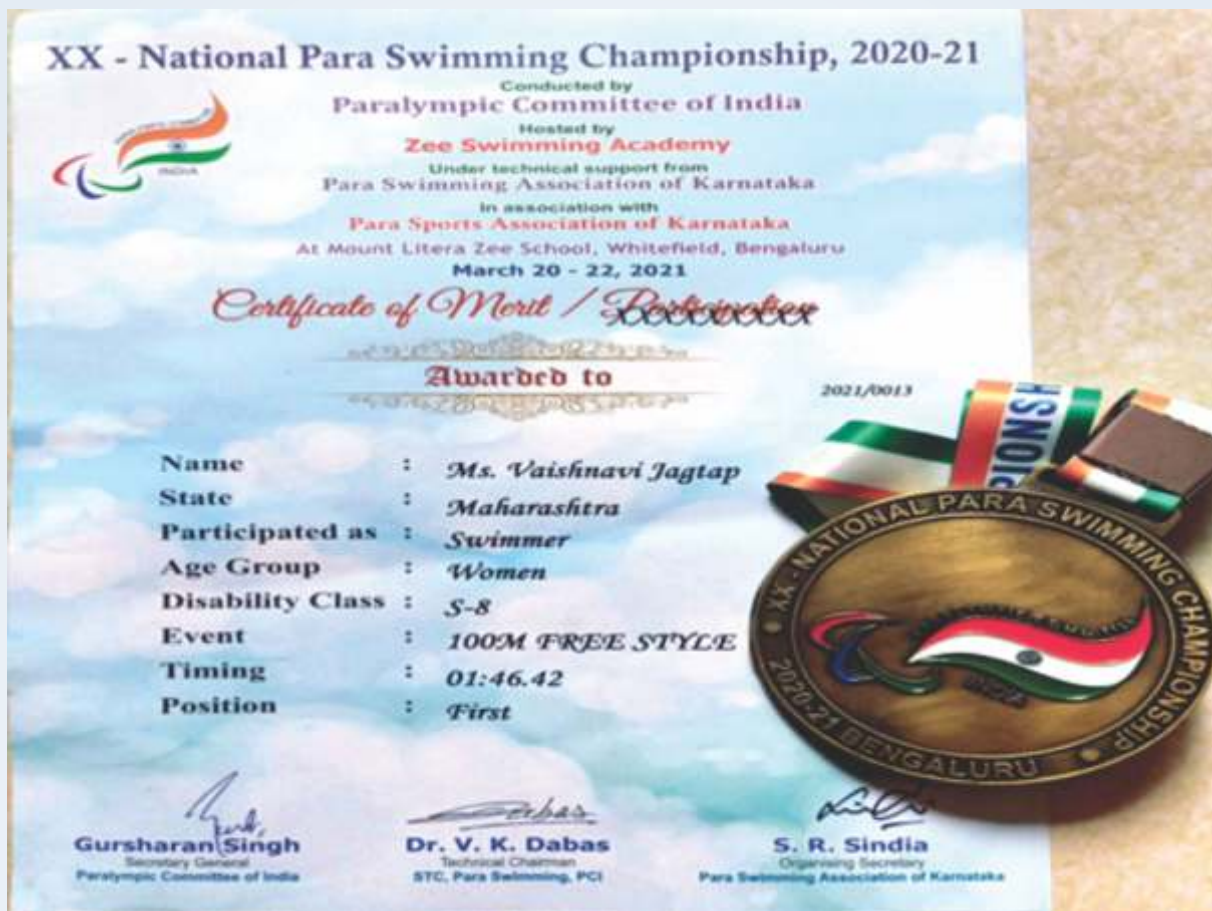 XX - National Para Swimming Championship, 2020-21
Conducted by
Paralympic Committee of India
Hosted by
Zee Swimming Academy
Under technical support from
Para Swimming Association of Karnataka
In association with
Para Sports Association of Karnataka
At Mount Litera Zee School, Whitefield, Bengaluru
March 20 - 22, 2021
INDIA
Certificate of Merit / Participation
Awarded to
2021/0013
Name : Ms. Vaishnavi Jagtap
State : Maharashtra
Participated as : Swimmer
Age Group : Women
Disability Class : S-8
Event : 100M FREE STYLE
Timing : 01:46.42
Position : First
PIONSH
XX - NATIONAL PARA SWIMMING CHAMPIONSHIP
INDIA
2020-21 BENGALURU
Gursharan Singh
Secretary General
Paralympic Committee of India
Dr. V. K. Dabas
Technical Chairman
STC, Para Swimming, PCI
S. R. Sindia
Organising Secretary
Para Swimming Association of Karnataka